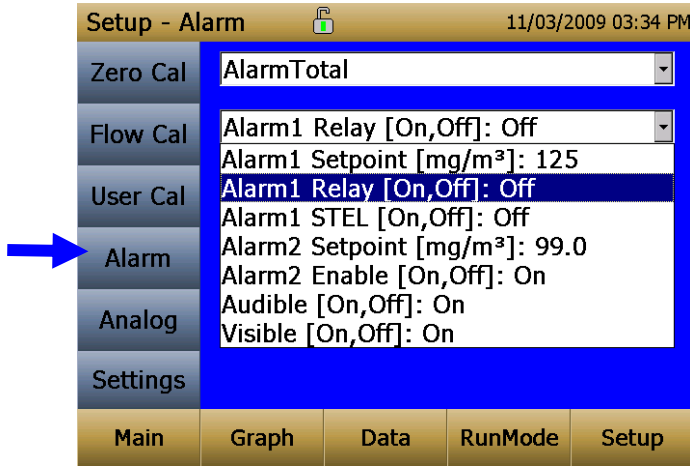 Setup - Alarm 11/03/2009 03:34 PM
Zero Cal
AlarmTotal
Flow Cal
Alarm1 Relay [On,Off]: Off
Alarm1 Setpoint [mg/m³]: 125
User Cal
Alarm1 Relay [On,Off]: Off
Alarm1 STEL [On,Off]: Off
Alarm
Alarm2 Setpoint [mg/m³]: 99.0
Alarm2 Enable [On,Off]: On
Analog
Audible [On,Off]: On
Visible [On,Off]: On
Settings
Main Graph Data RunMode Setup